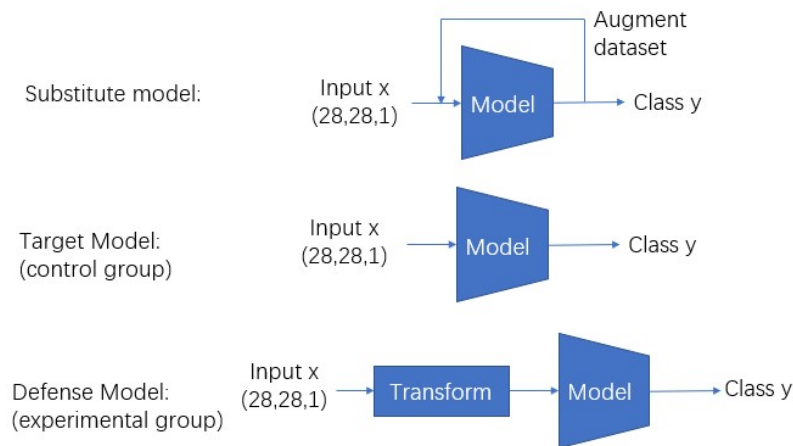 Augment
dataset
Substitute model:
Input x
(28,28,1)
Model
Class y
Target Model:
(control group)
Input x
(28,28,1)
Model
Class y
Defense Model:
(experimental group)
Input x
(28,28,1)
Transform
Model
Class y